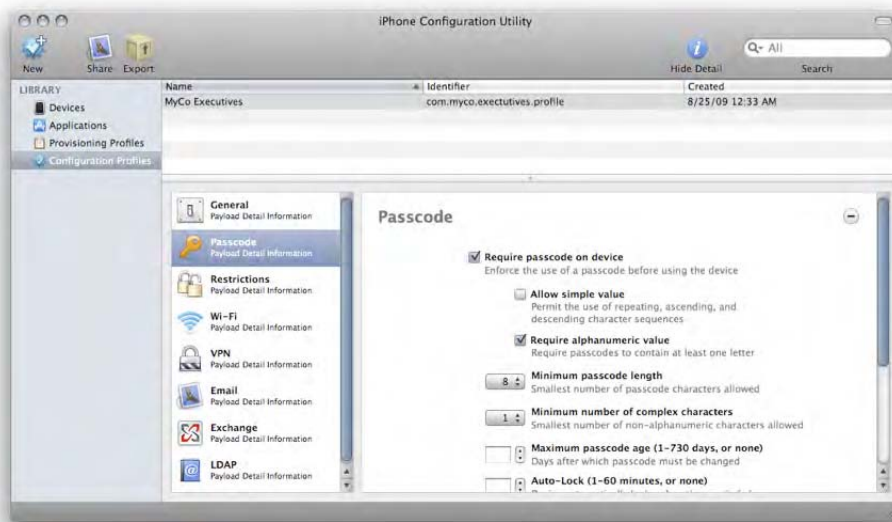 iPhone Configuration Utility
New Share Export Hide Detail Q- All Search
LIBRARY
Devices
Applications
Provisioning Profiles
Configuration Profiles
Name Identifier Created
MyCo Executives com.myco.exectutives.profile 8/25/09 12:33 AM
General
Payload Detail Information
Passcode
Payload Detail Information
Restrictions
Payload Detail Information
Wi-Fi
Payload Detail Information
VPN
Payload Detail Information
Email
Payload Detail Information
Exchange
Payload Detail Information
LDAP
Payload Detail Information
Passcode
Require passcode on device
Enforce the use of a passcode before using the device
Allow simple value
Permit the use of repeating, ascending, and
descending character sequences
Require alphanumeric value
Require passcodes to contain at least one letter
8 Minimum passcode length
Smallest number of passcode characters allowed
1 Minimum number of complex characters
Smallest number of non-alphanumeric characters allowed
Maximum passcode age (1-730 days, or none)
Days after which passcode must be changed
Auto-Lock (1-60 minutes, or none)